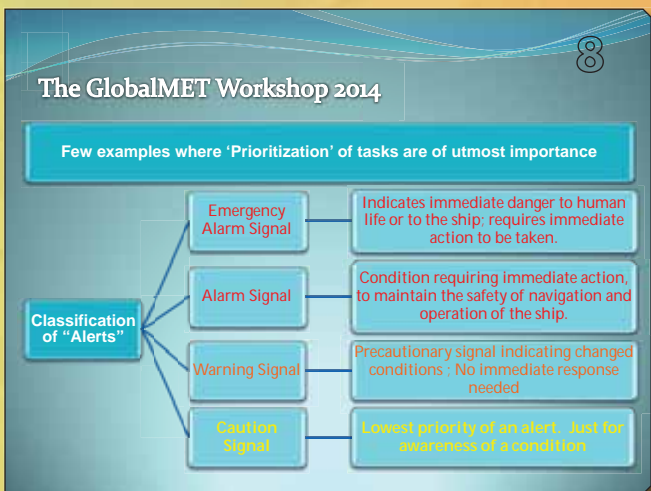 8
The GlobalMET Workshop 2014
Few examples where ‘Prioritization’ of tasks are of utmost importance
Classification
of “Alerts”
Emergency
Alarm Signal
Indicates immediate danger to human
life or to the ship; requires immediate
action to be taken.
Alarm Signal
Condition requiring immediate action,
to maintain the safety of navigation and
operation of the ship.
Warning Signal
Precautionary signal indicating changed
conditions ; No immediate response
needed
Caution
Signal
Lowest priority of an alert. Just for
awareness of a condition